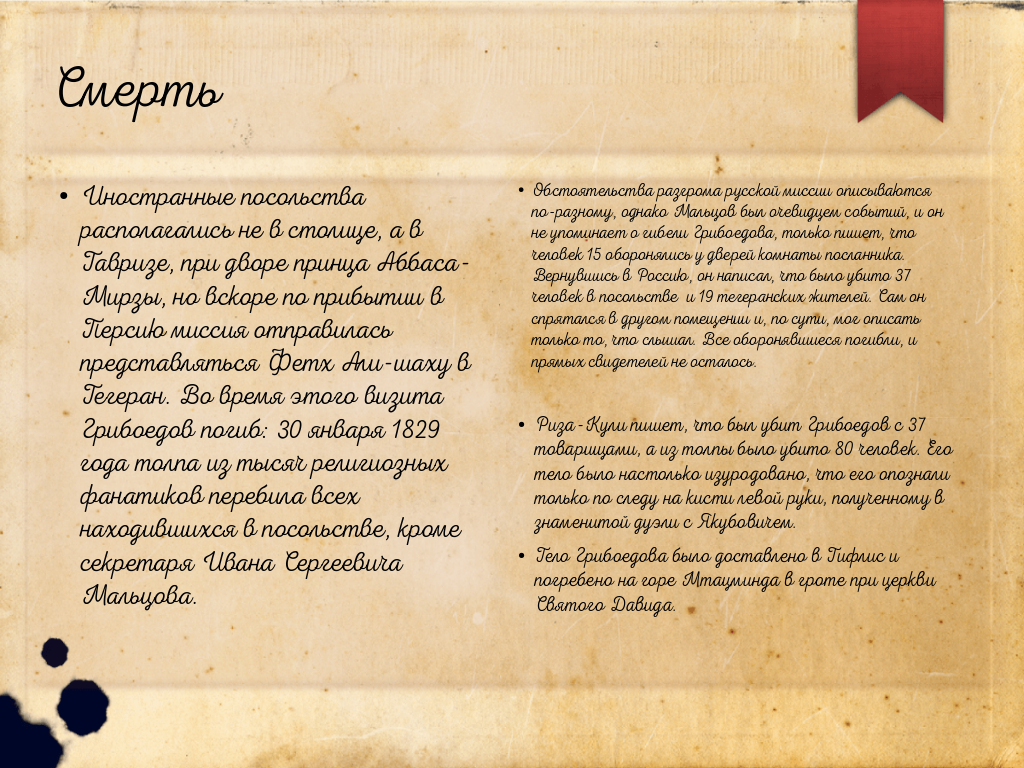 Смерть
• Иностранные посольства
располагались не в столице, а в
Тавризе, при дворе принца Аббаса-
Мирзы, но вскоре по прибытии в
Персию миссия отправилась
представляться Фетх Али-шаху в
Тегеран. Во время этого визита
Грибоедов погиб: 30 января 1829
года толпа из тысяч религиозных
фанатиков перебила всех
находившихся в посольстве, кроме
секретаря Ивана Сергеевича
Мальцова.
• Обстоятельства разгрома русской миссии описываются
по-разному, однако Мальцов был очевидцем событий, и он
не упоминает о гибели Грибоедова, только пишет, что
человек 15 оборонялись у дверей комнаты посланника.
Вернувшись в Россию, он написал, что было убито 37
человек в посольстве и 19 тегеранских жителей. Сам он
спрятался в другом помещении и, по сути, мог описать
только то, что слышал. Все оборонявшиеся погибли, и
прямых свидетелей не осталось.
• Риза-Кули пишет, что был убит Грибоедов с 37
товарищами, а из толпы было убито 80 человек. Его
тело было настолько изуродовано, что его опознали
только по следу на кисти левой руки, полученному в
знаменитой дуэли с Якубовичем.
• Тело Грибоедова было доставлено в Тифлис и
погребено на горе Мтацминда в гроте при церкви
Святого Давида.